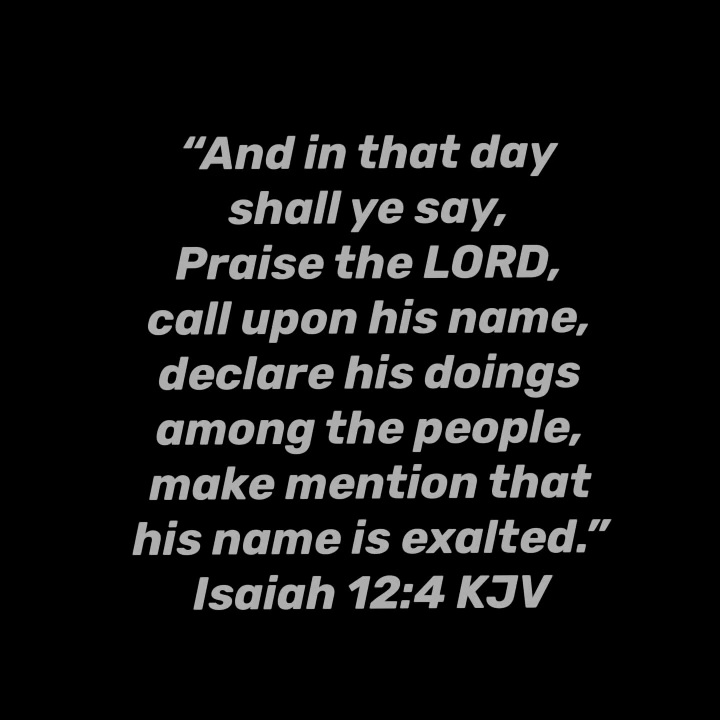 “And in that day
shall ye say,
Praise the LORD,
call upon his name,
declare his doings
among the people,
make mention that
his name is exalted.”
Isaiah 12:4 KJV